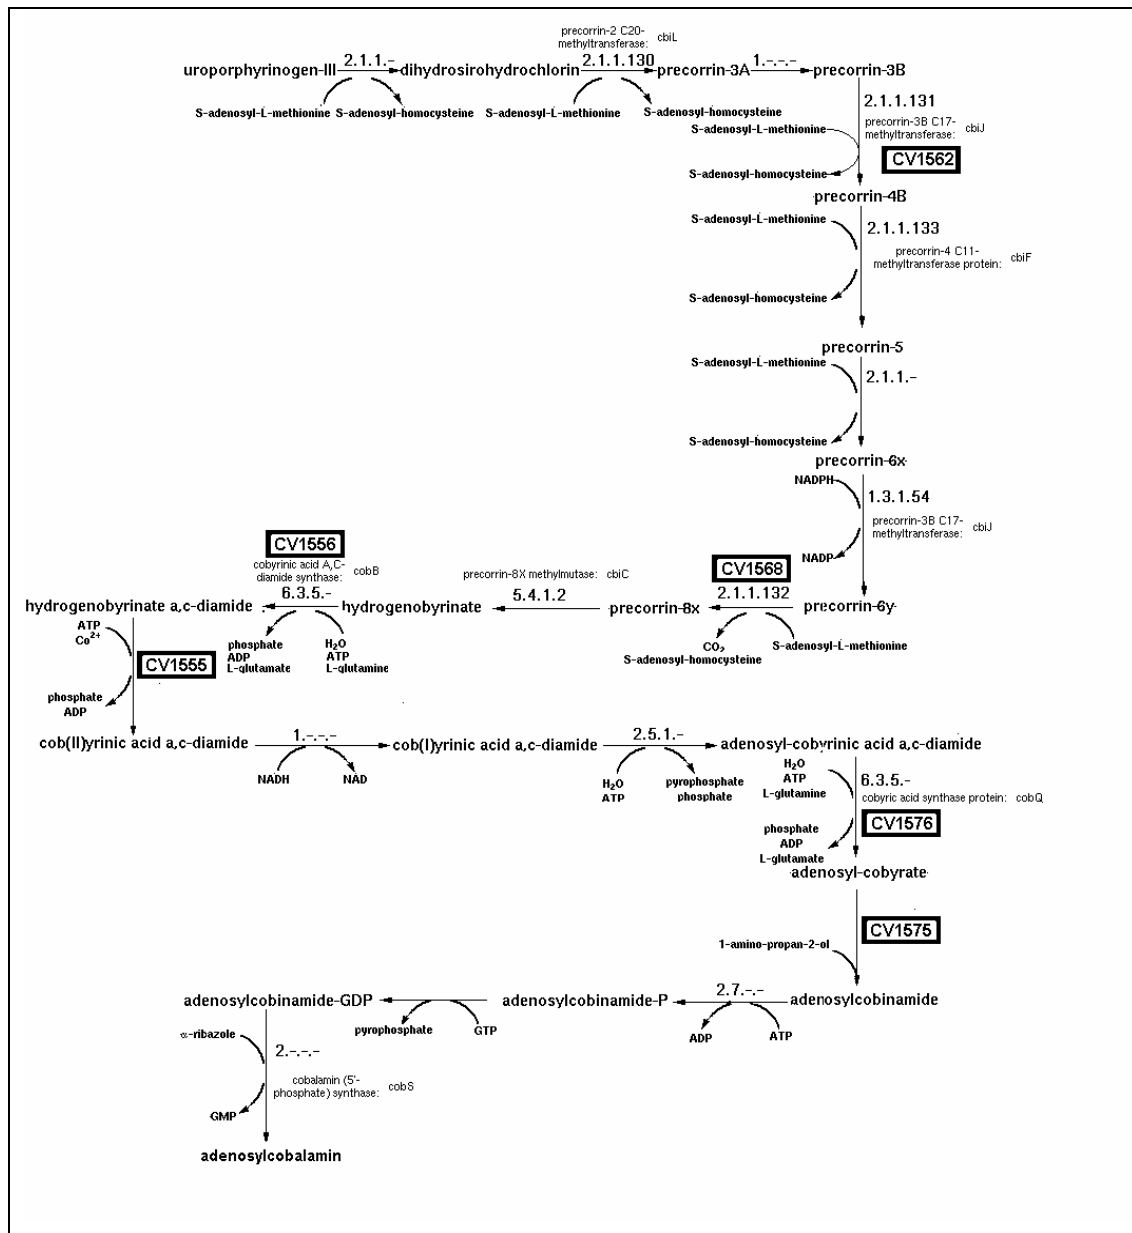 precorrin-2 C20-
methyltransferase: cbiL
2.1.1.- 2.1.1.130 1.-.-.-
uroporphyrinogen-III dihydrosirohydrochlorin precorrin-3A precorrin-3B
S-adenosyl-L-methionine S-adenosyl-homocysteine S-adenosyl-L-methionine S-adenosyl-homocysteine
2.1.1.131
precorrin-3B C17-
methyltransferase: cbiJ
S-adenosyl-L-methionine
CV1562
S-adenosyl-homocysteine
precorrin-4B
S-adenosyl-L-methionine
2.1.1.133
precorrin-4 C11-
methyltransferase protein: cbiF
S-adenosyl-homocysteine
precorrin-5
S-adenosyl-L-methionine
2.1.1.-
S-adenosyl-homocysteine
precorrin-6x
NADPH
1.3.1.54
precorrin-3B C17-
methyltransferase: cbiJ
NADP
CV1556
cobyrinic acid A,C-
diamide synthase: cobB
6.3.5.-
precorrin-8X methylmutase: cbiC
5.4.1.2
CV1568
2.1.1.132
hydrogenobyrinate a,c-diamide hydrogenobyrinate precorrin-8x precorrin-6y
ATP
Co2+
phosphate
ADP
L-glutamate
H2O
ATP
L-glutamine
CO2
S-adenosyl-homocysteine
S-adenosyl-L-methionine
CV1555
phosphate
ADP
1.-.-.- 2.5.1.-
cob(II)yrinic acid a,c-diamide cob(I)yrinic acid a,c-diamide adenosyl-cobyrinic acid a,c-diamide
NADH NAD
H2O
ATP
pyrophosphate
phosphate
H2O
ATP
L-glutamine
6.3.5.-
cobyric acid synthase protein: cobQ
CV1576
phosphate
ADP
L-glutamate
adenosyl-cobyrate
CV1575
1-amino-propan-2-ol
2.7.-.-
adenosylcobinamide-GDP adenosylcobinamide-P adenosylcobinamide
pyrophosphate GTP ADP ATP
α-ribazole
2.-.-.-
cobalamin (5'-
phosphate) synthase: cobS
GMP
adenosylcobalamin